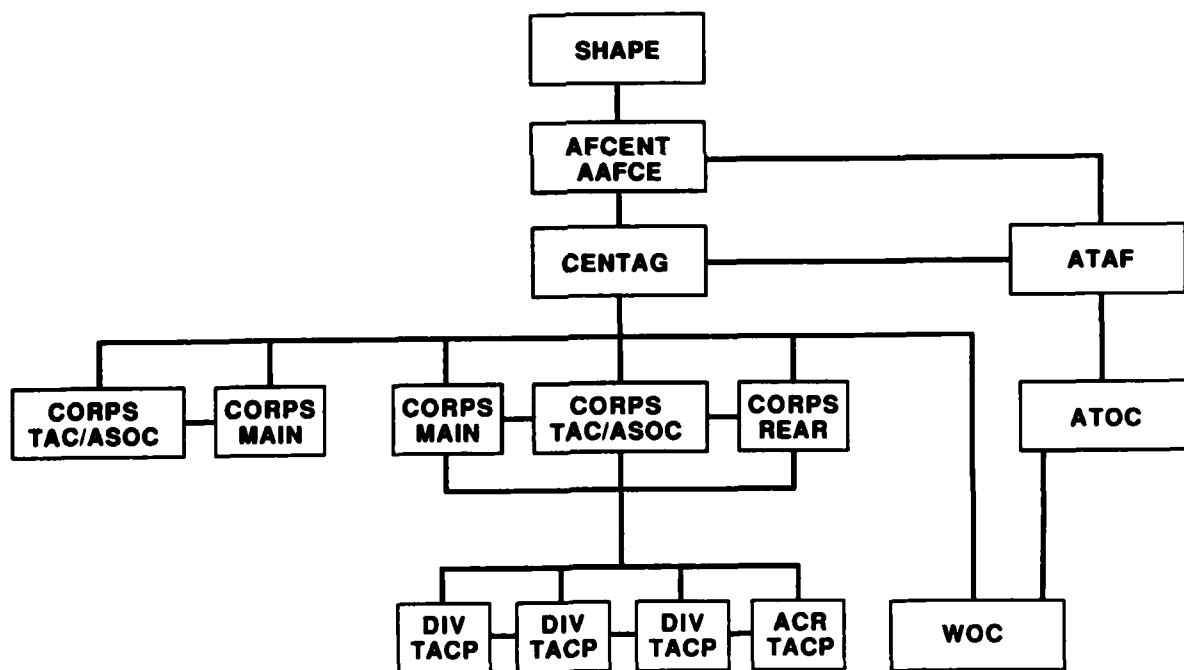 SHAPE
AFCENT
AAFCE
CENTAG
ATAF
CORPS
TAC/ASOC
CORPS
MAIN
CORPS
MAIN
CORPS
TAC/ASOC
CORPS
REAR
ATOC
DIV
TACP
DIV
TACP
DIV
TACP
ACR
TACP
WOC